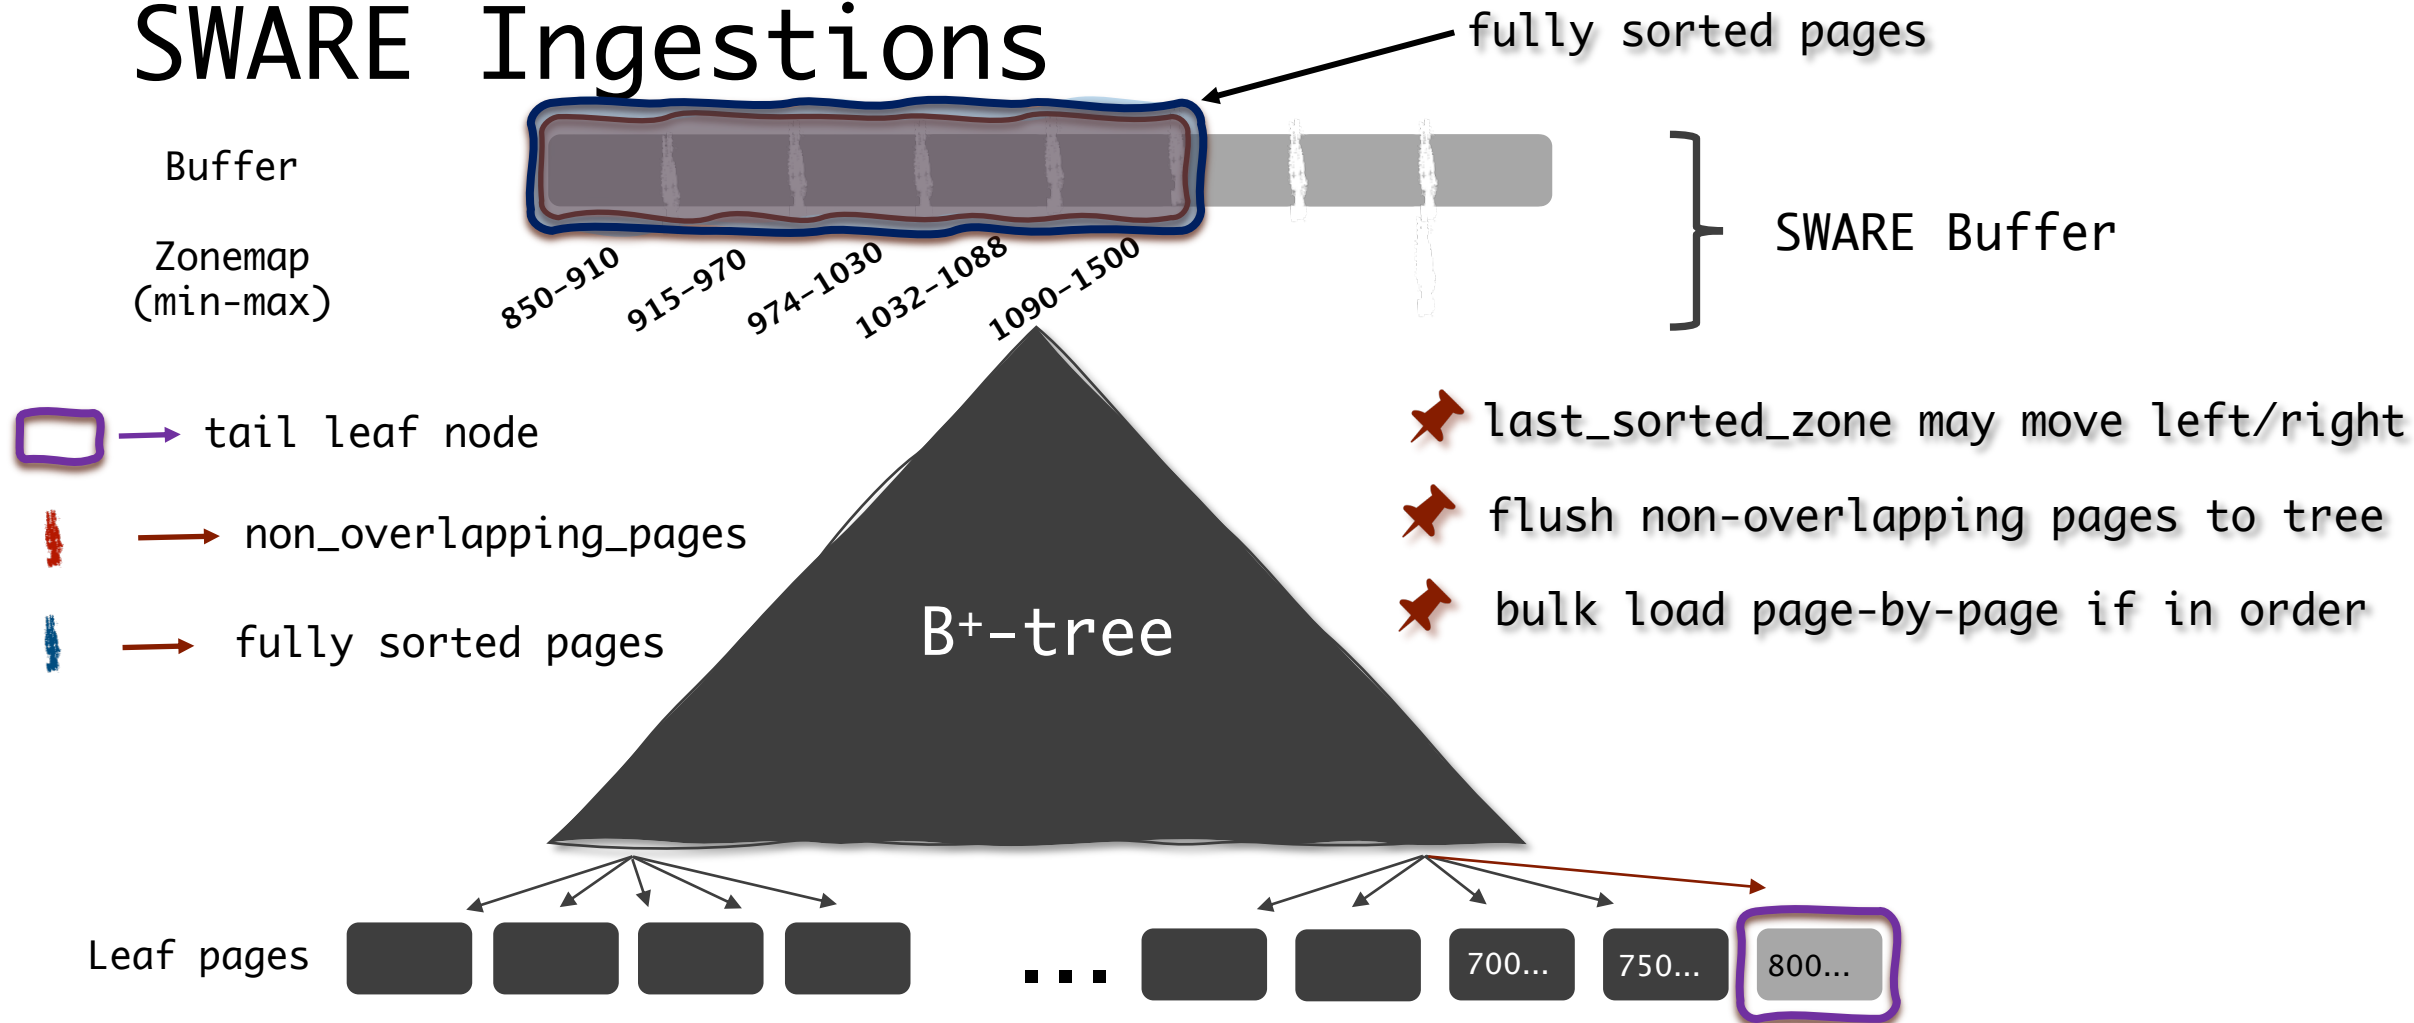 SWARE Ingestions
fully sorted pages
Buffer
Zonemap
(min-max)
850-910
915-970
974-1030
1032-1088
1090-1500
SWARE Buffer
tail leaf node
non_overlapping_pages
fully sorted pages
last_sorted_zone may move left/right
flush non-overlapping pages to tree
bulk load page-by-page if in order
B⁺-tree
Leaf pages
...
700...
750...
800...